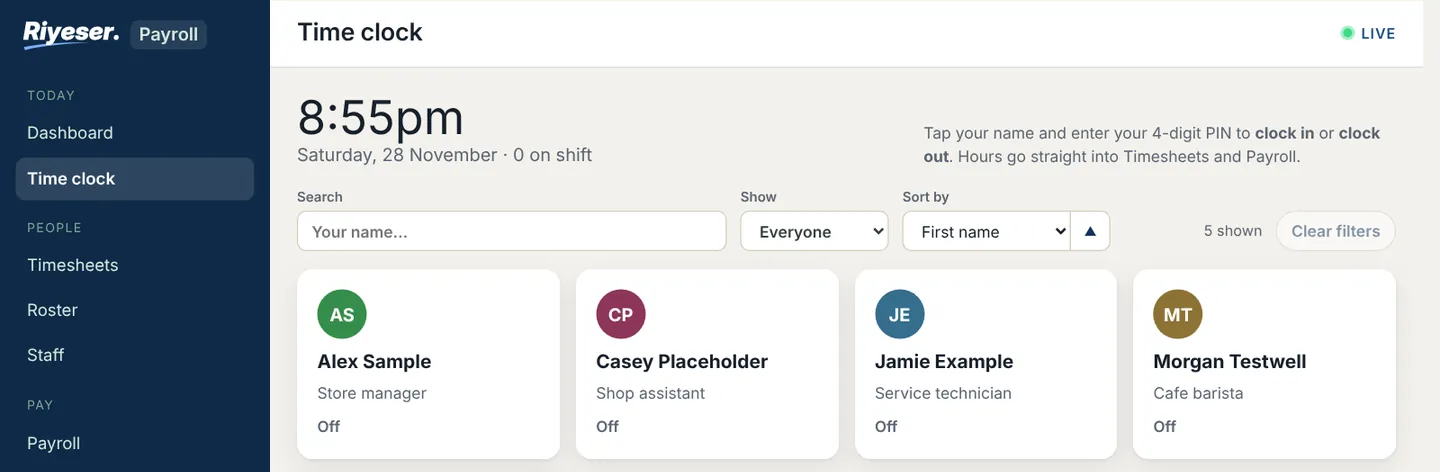 Riyeser. Payroll
TODAY
Dashboard
Time clock
PEOPLE
Timesheets
Roster
Staff
PAY
Payroll
Time clock
LIVE
8:55pm
Saturday, 28 November · 0 on shift
Tap your name and enter your 4-digit PIN to clock in or clock
out. Hours go straight into Timesheets and Payroll.
Search
Your name...
Show
Everyone
Sort by
First name
▲
5 shown
Clear filters
AS
Alex Sample
Store manager
Off
CP
Casey Placeholder
Shop assistant
Off
JE
Jamie Example
Service technician
Off
MT
Morgan Testwell
Cafe barista
Off